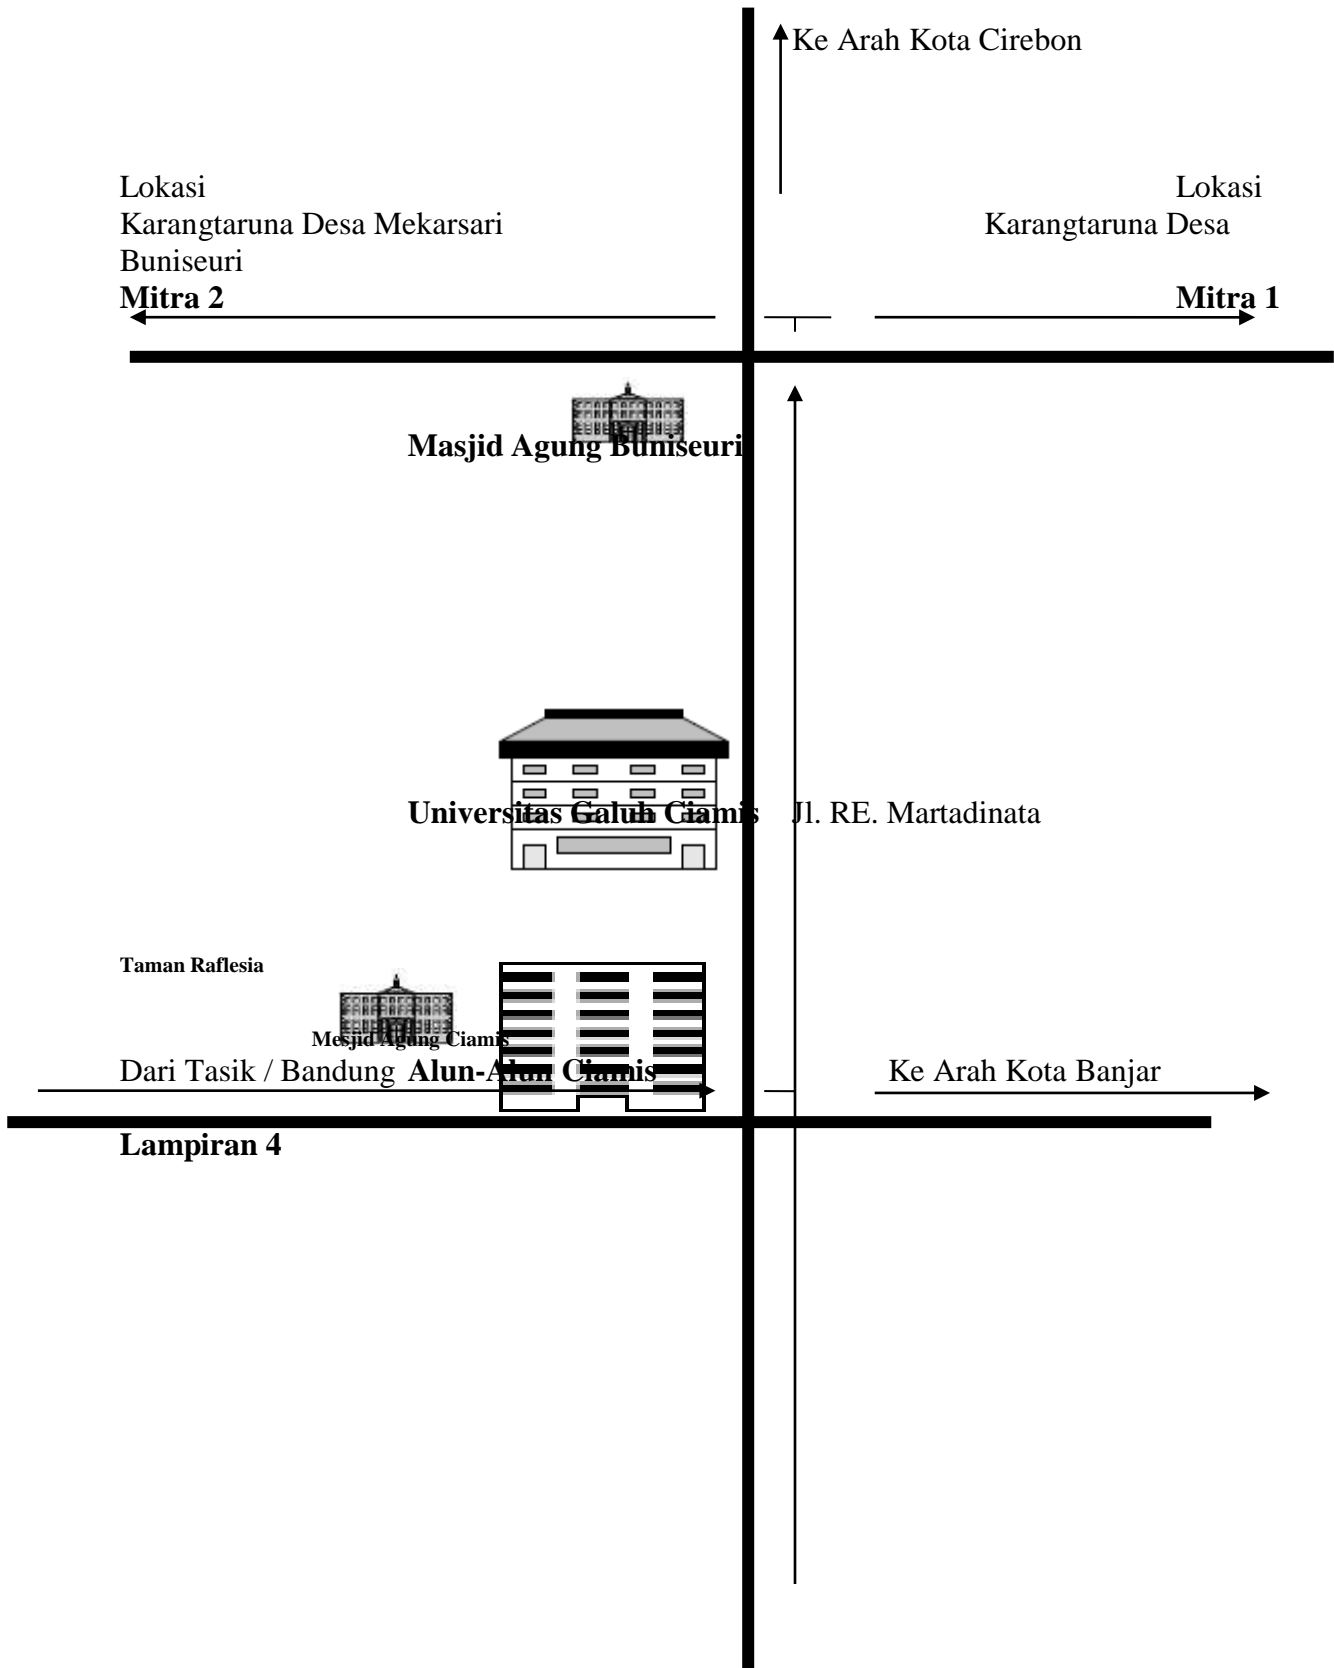 Ke Arah Kota Cirebon
Lokasi Lokasi
Karangtaruna Desa Mekarsari Karangtaruna Desa
Buniseuri
Mitra 2 Mitra 1
Masjid Agung Buniseuri
Universitas Galuh Ciamis Jl. RE. Martadinata
Taman Raflesia
Mesjid Agung Ciamis
Dari Tasik / Bandung Alun-Alun Ciamis Ke Arah Kota Banjar
Lampiran 4